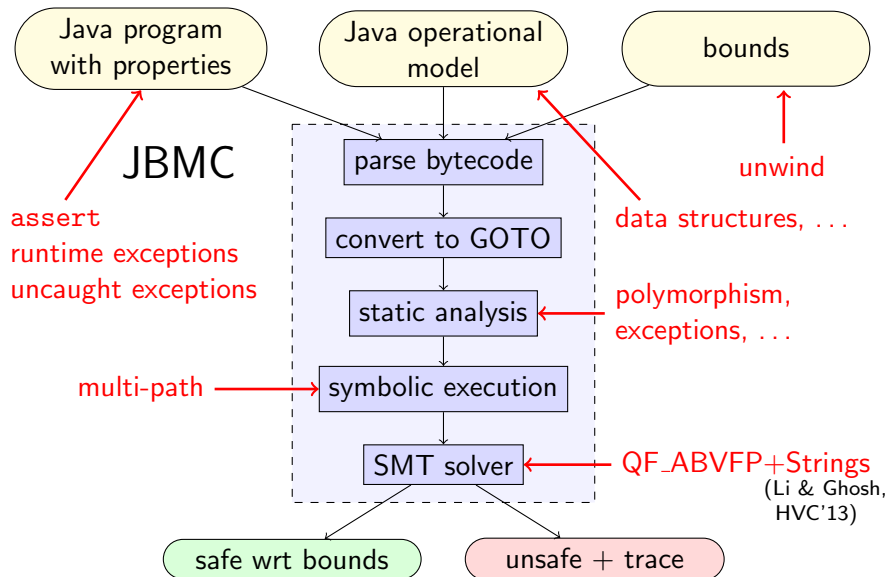 Java program
with properties
Java operational
model
bounds
JBMC
parse bytecode
unwind
assert
runtime exceptions
uncaught exceptions
data structures, . . .
convert to GOTO
static analysis
polymorphism,
exceptions, . . .
multi-path
symbolic execution
SMT solver
QF_ABVFP+Strings
(Li & Ghosh,
HVC'13)
safe wrt bounds
unsafe + trace